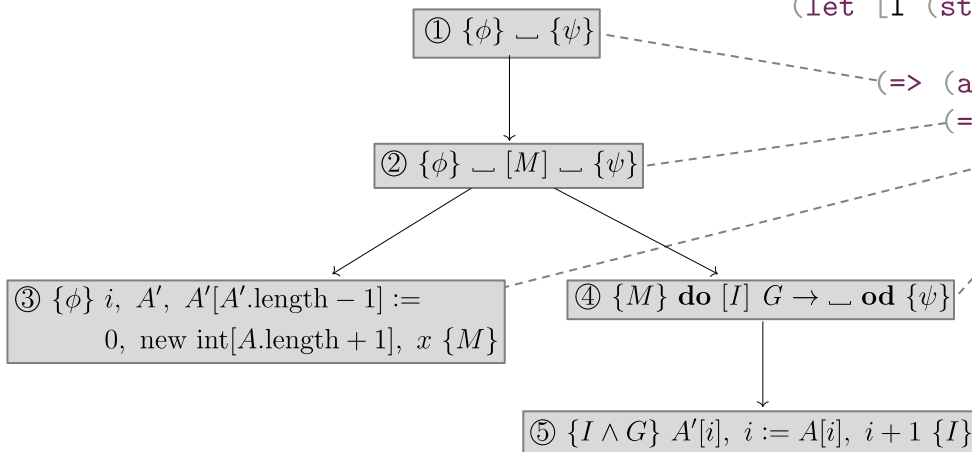 (let [l (st
① {ϕ} ⎵ {ψ}
(=> (a
(=
② {ϕ} ⎵ [M] ⎵ {ψ}
③ {ϕ} i, A′, A′[A′.length − 1] :=
0, new int[A.length + 1], x {M}
④ {M} do [I] G → ⎵ od {ψ}
⑤ {I ∧ G} A′[i], i := A[i], i + 1 {I}